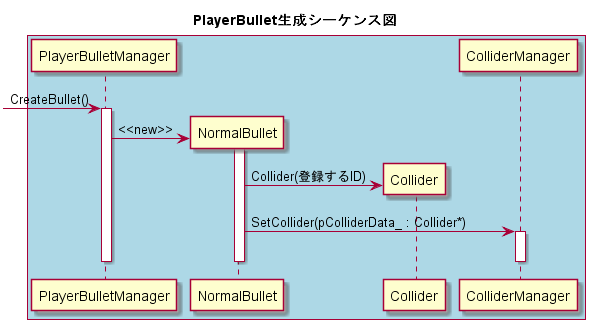 PlayerBullet生成シーケンス図
PlayerBulletManager
ColliderManager
CreateBullet()
<<new>>
NormalBullet
Collider(登録するID)
Collider
SetCollider(pColliderData_ : Collider*)
PlayerBulletManager
NormalBullet
Collider
ColliderManager